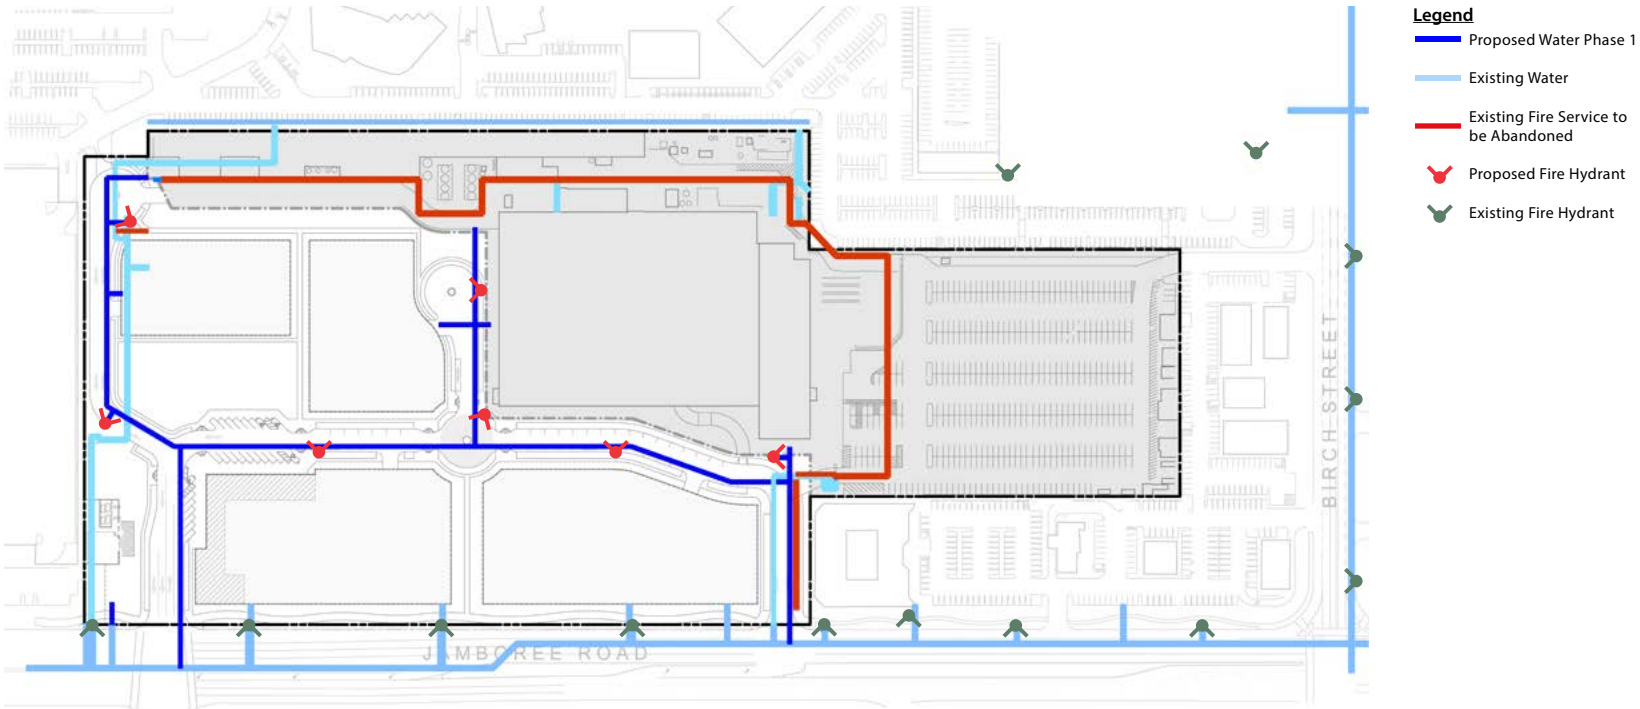 Legend
Proposed Water Phase 1
Existing Water
Existing Fire Service to
be Abandoned
Proposed Fire Hydrant
Existing Fire Hydrant
BIRCH STREET
JAMBOREE ROAD